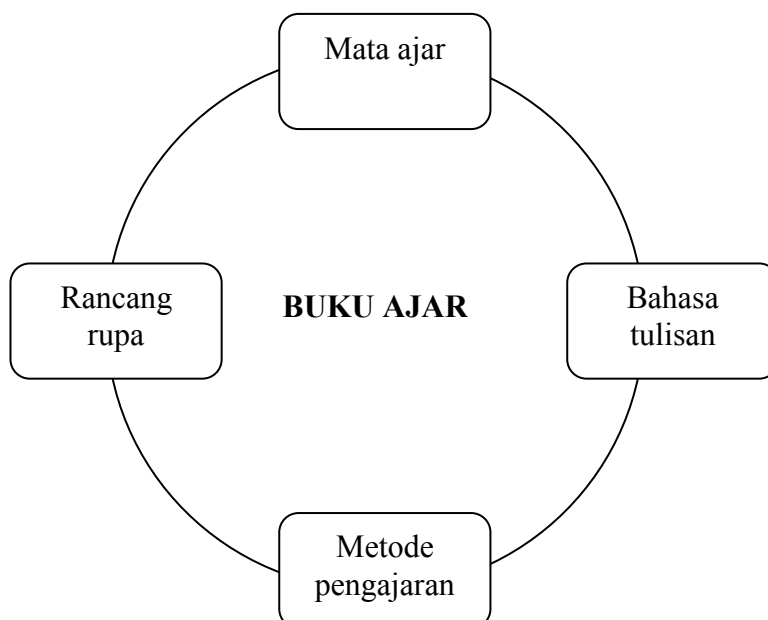 Mata ajar
Rancang
rupa
BUKU AJAR
Bahasa
tulisan
Metode
pengajaran